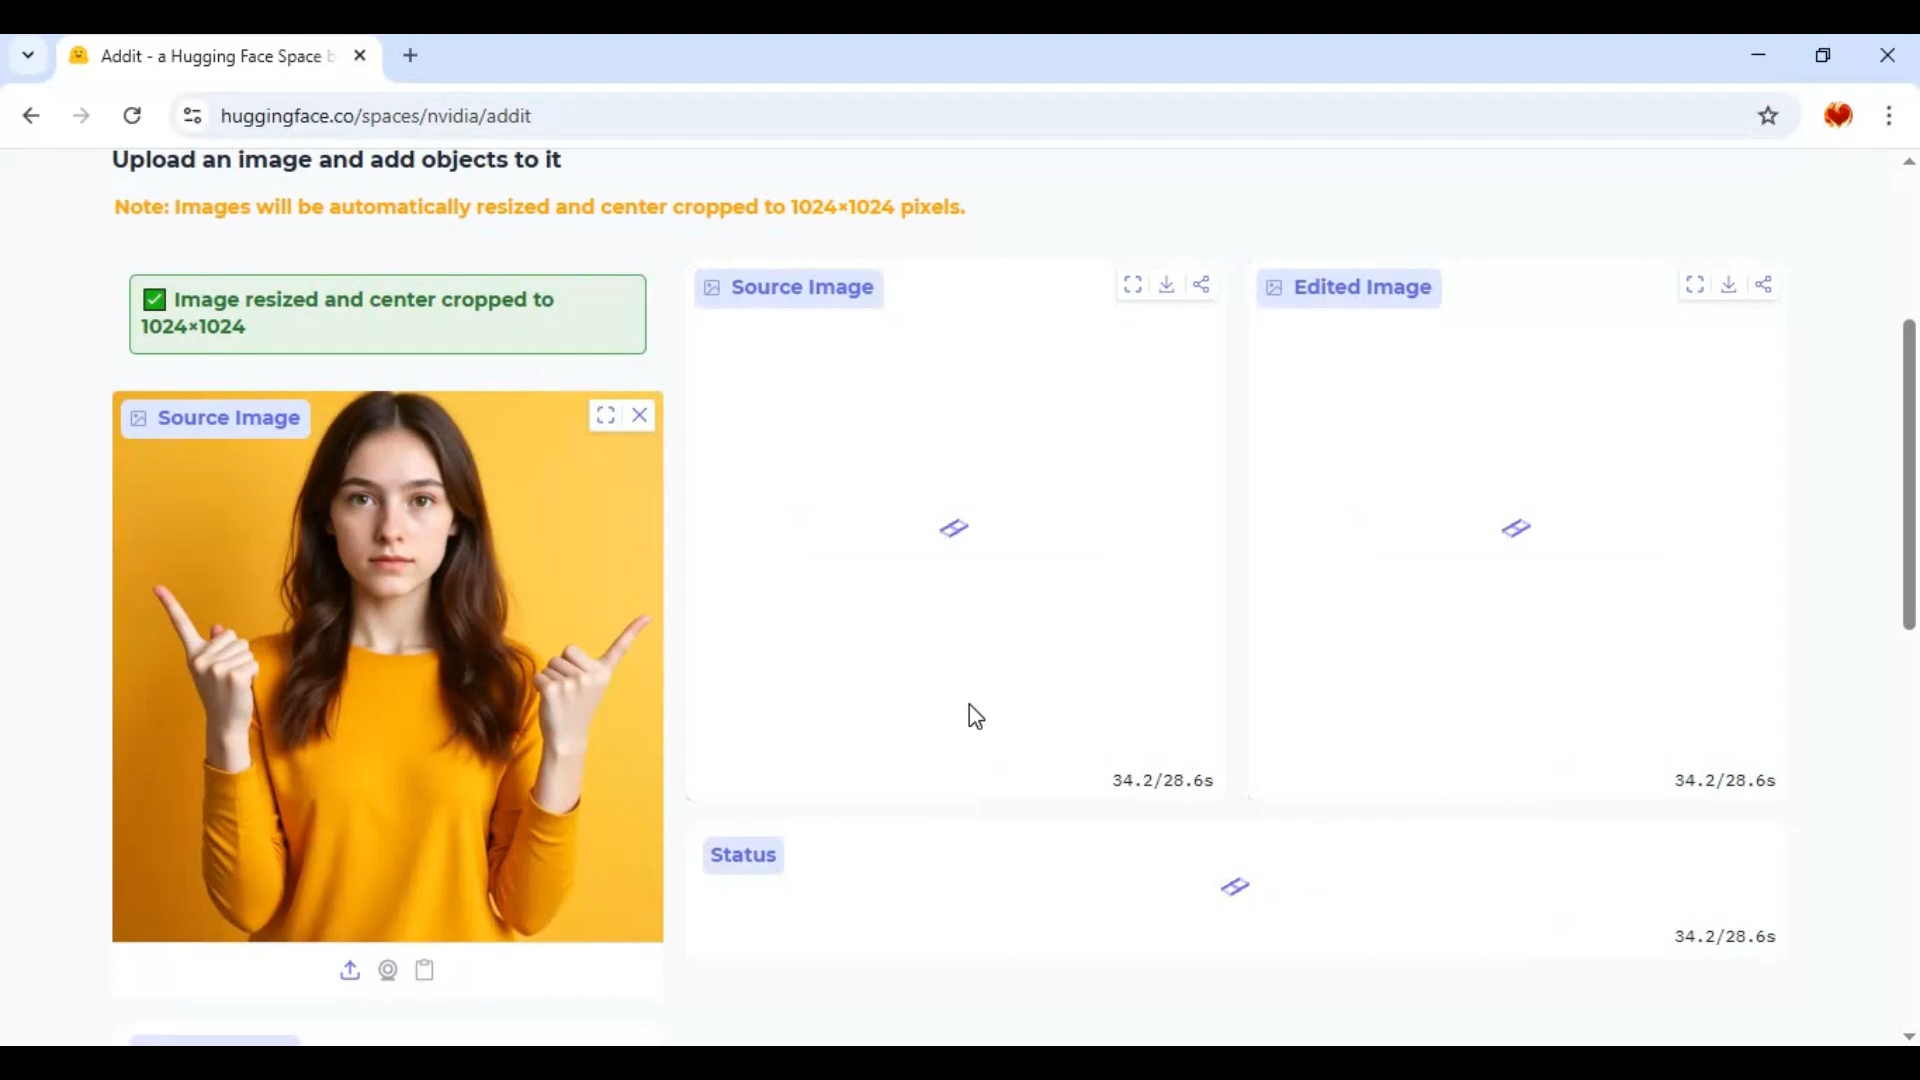 Addit - a Hugging Face Space b
huggingface.co/spaces/nvidia/addit
Upload an image and add objects to it
Note: Images will be automatically resized and center cropped to 1024×1024 pixels.
✅ Image resized and center cropped to
1024×1024
Source Image
Source Image
34.2/28.6s
Edited Image
34.2/28.6s
Status
34.2/28.6s